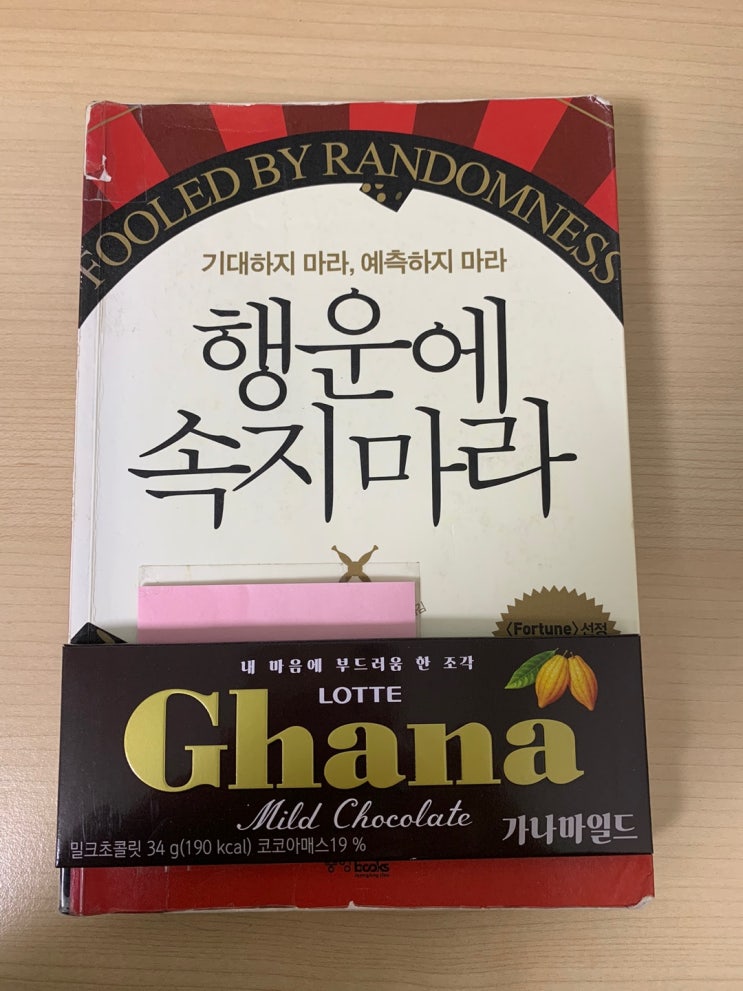 FOOLED BY RANDOMNESS
기대하지 마라, 예측하지 마라
행운에
속지마라
〈Fortune〉선정
내 마음에 부드러움 한 조각
LOTTE
Ghana
Mild Chocolate
가나마일드
밀크초콜릿 34 g(190 kcal) 코코아매스19 %
books